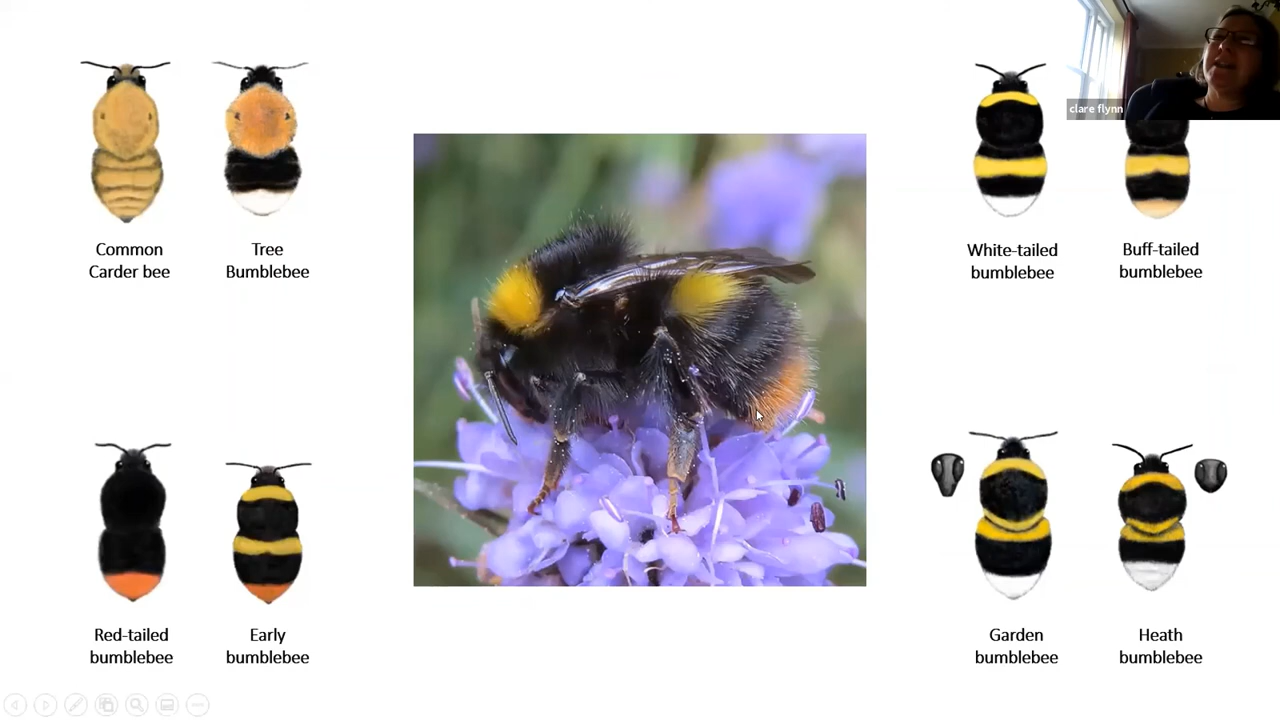 clare flynn
Common
Carder bee
Tree
Bumblebee
White-tailed
bumblebee
Buff-tailed
bumblebee
Red-tailed
bumblebee
Early
bumblebee
Garden
bumblebee
Heath
bumblebee